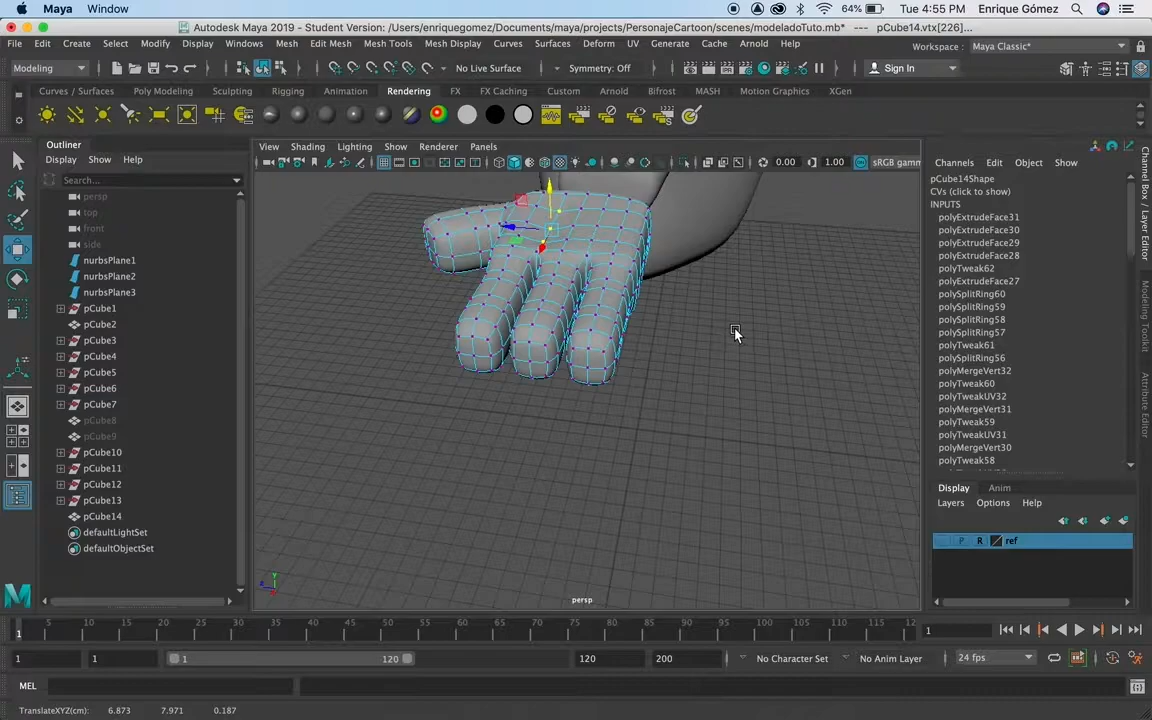 Maya Window 64% Tue 4:55 PM Enrique Gómez
Autodesk Maya 2019 - Student Version: /Users/enriquegomez/Documents/maya/projects/PersonajeCartoon/scenes/modeladoTuto.mb* --- pCube14.vtx[226]...
File Edit Create Select Modify Display Windows Mesh Edit Mesh Mesh Tools Mesh Display Curves Surfaces Deform UV Generate Cache Arnold Help Workspace : Maya Classic*
Modeling No Live Surface Symmetry: Off Sign In
Curves / Surfaces Poly Modeling Sculpting Rigging Animation Rendering FX FX Caching Custom Arnold Bifrost MASH Motion Graphics XGen
Outliner
Display Show Help
Search...
persp
top
front
side
nurbsPlane1
nurbsPlane2
nurbsPlane3
pCube1
pCube2
pCube3
pCube4
pCube5
pCube6
pCube7
pCube8
pCube9
pCube10
pCube11
pCube12
pCube13
pCube14
defaultLightSet
defaultObjectSet
View Shading Lighting Show Renderer Panels
0.00 1.00 sRGB gamm
persp
Channels Edit Object Show
pCube14Shape
CVs (click to show)
INPUTS
polyExtrudeFace31
polyExtrudeFace30
polyExtrudeFace29
polyExtrudeFace28
polyTweak62
polyExtrudeFace27
polySplitRing60
polySplitRing59
polySplitRing58
polySplitRing57
polyTweak61
polySplitRing56
polyMergeVert32
polyTweak60
polyTweakUV32
polyMergeVert31
polyTweak59
polyTweakUV31
polyMergeVert30
polyTweak58
Display Anim
Layers Options Help
P R ref
Channel Box / Layer Editor
Modeling Toolkit
Attribute Editor
5 10 15 20 25 30 35 40 45 50 55 60 65 70 75 80 85 90 95 100 105 110 115 12
1 1
1 1 1 120 120 200 No Character Set No Anim Layer 24 fps
MEL
TranslateXYZ(cm): 6.873 7.971 0.187